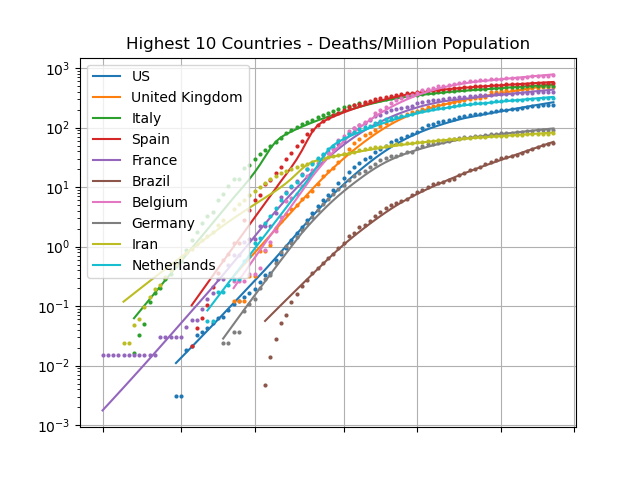 Highest 10 Countries - Deaths/Million Population
10³
10²
10¹
10⁰
10⁻¹
10⁻²
10⁻³
US
United Kingdom
Italy
Spain
France
Brazil
Belgium
Germany
Iran
Netherlands